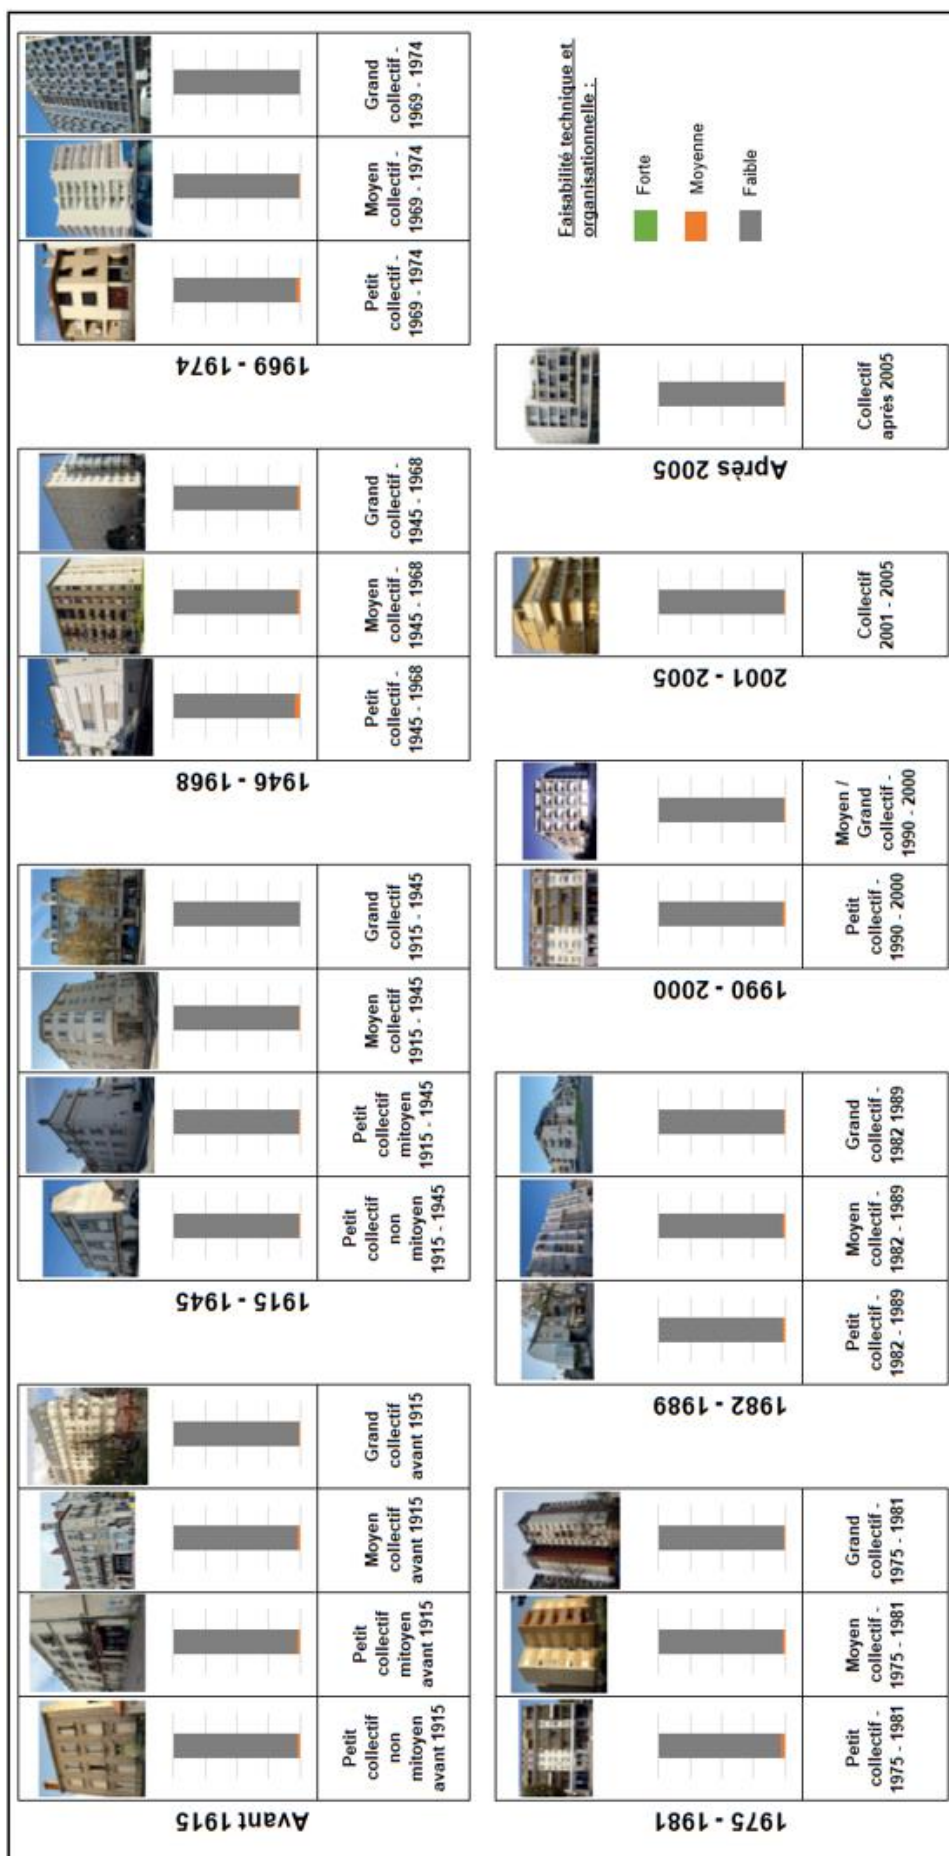 Avant 1915
Petit
collectif
non
mitoyen
avant 1915
Petit
collectif
mitoyen
avant 1915
Moyen
collectif
avant 1915
Grand
collectif
avant 1915
1915 - 1945
Petit
collectif
non
mitoyen
1915 - 1945
Petit
collectif
mitoyen
1915 - 1945
Moyen
collectif
1915 - 1945
Grand
collectif
1915 - 1945
1946 - 1968
Petit
collectif -
1945 - 1968
Moyen
collectif -
1945 - 1968
Grand
collectif -
1945 - 1968
1969 - 1974
Petit
collectif -
1969 - 1974
Moyen
collectif -
1969 - 1974
Grand
collectif -
1969 - 1974
1975 - 1981
Petit
collectif -
1975 - 1981
Moyen
collectif -
1975 - 1981
Grand
collectif -
1975 - 1981
1982 - 1989
Petit
collectif -
1982 - 1989
Moyen
collectif -
1982 - 1989
Grand
collectif -
1982 1989
1990 - 2000
Petit
collectif -
1990 - 2000
Moyen /
Grand
collectif -
1990 - 2000
2001 - 2005
Collectif
2001 - 2005
Après 2005
Collectif
après 2005
Faisabilité technique et
organisationnelle :
Forte
Moyenne
Faible